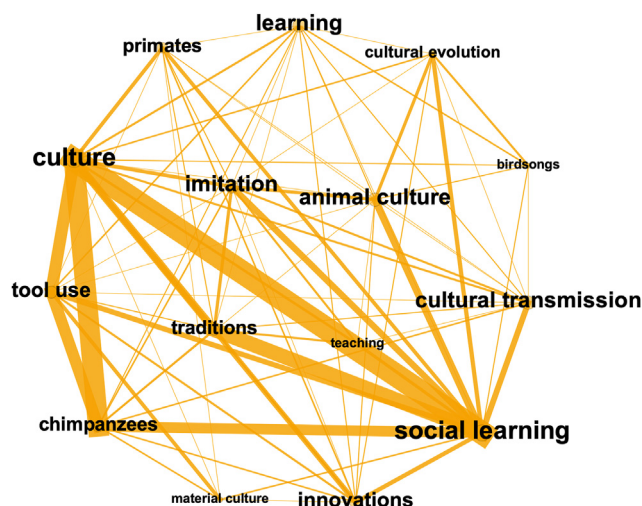 learning
primates
cultural evolution
culture
birdsongs
imitation
animal culture
tool use
cultural transmission
traditions
teaching
chimpanzees
social learning
material culture
innovations